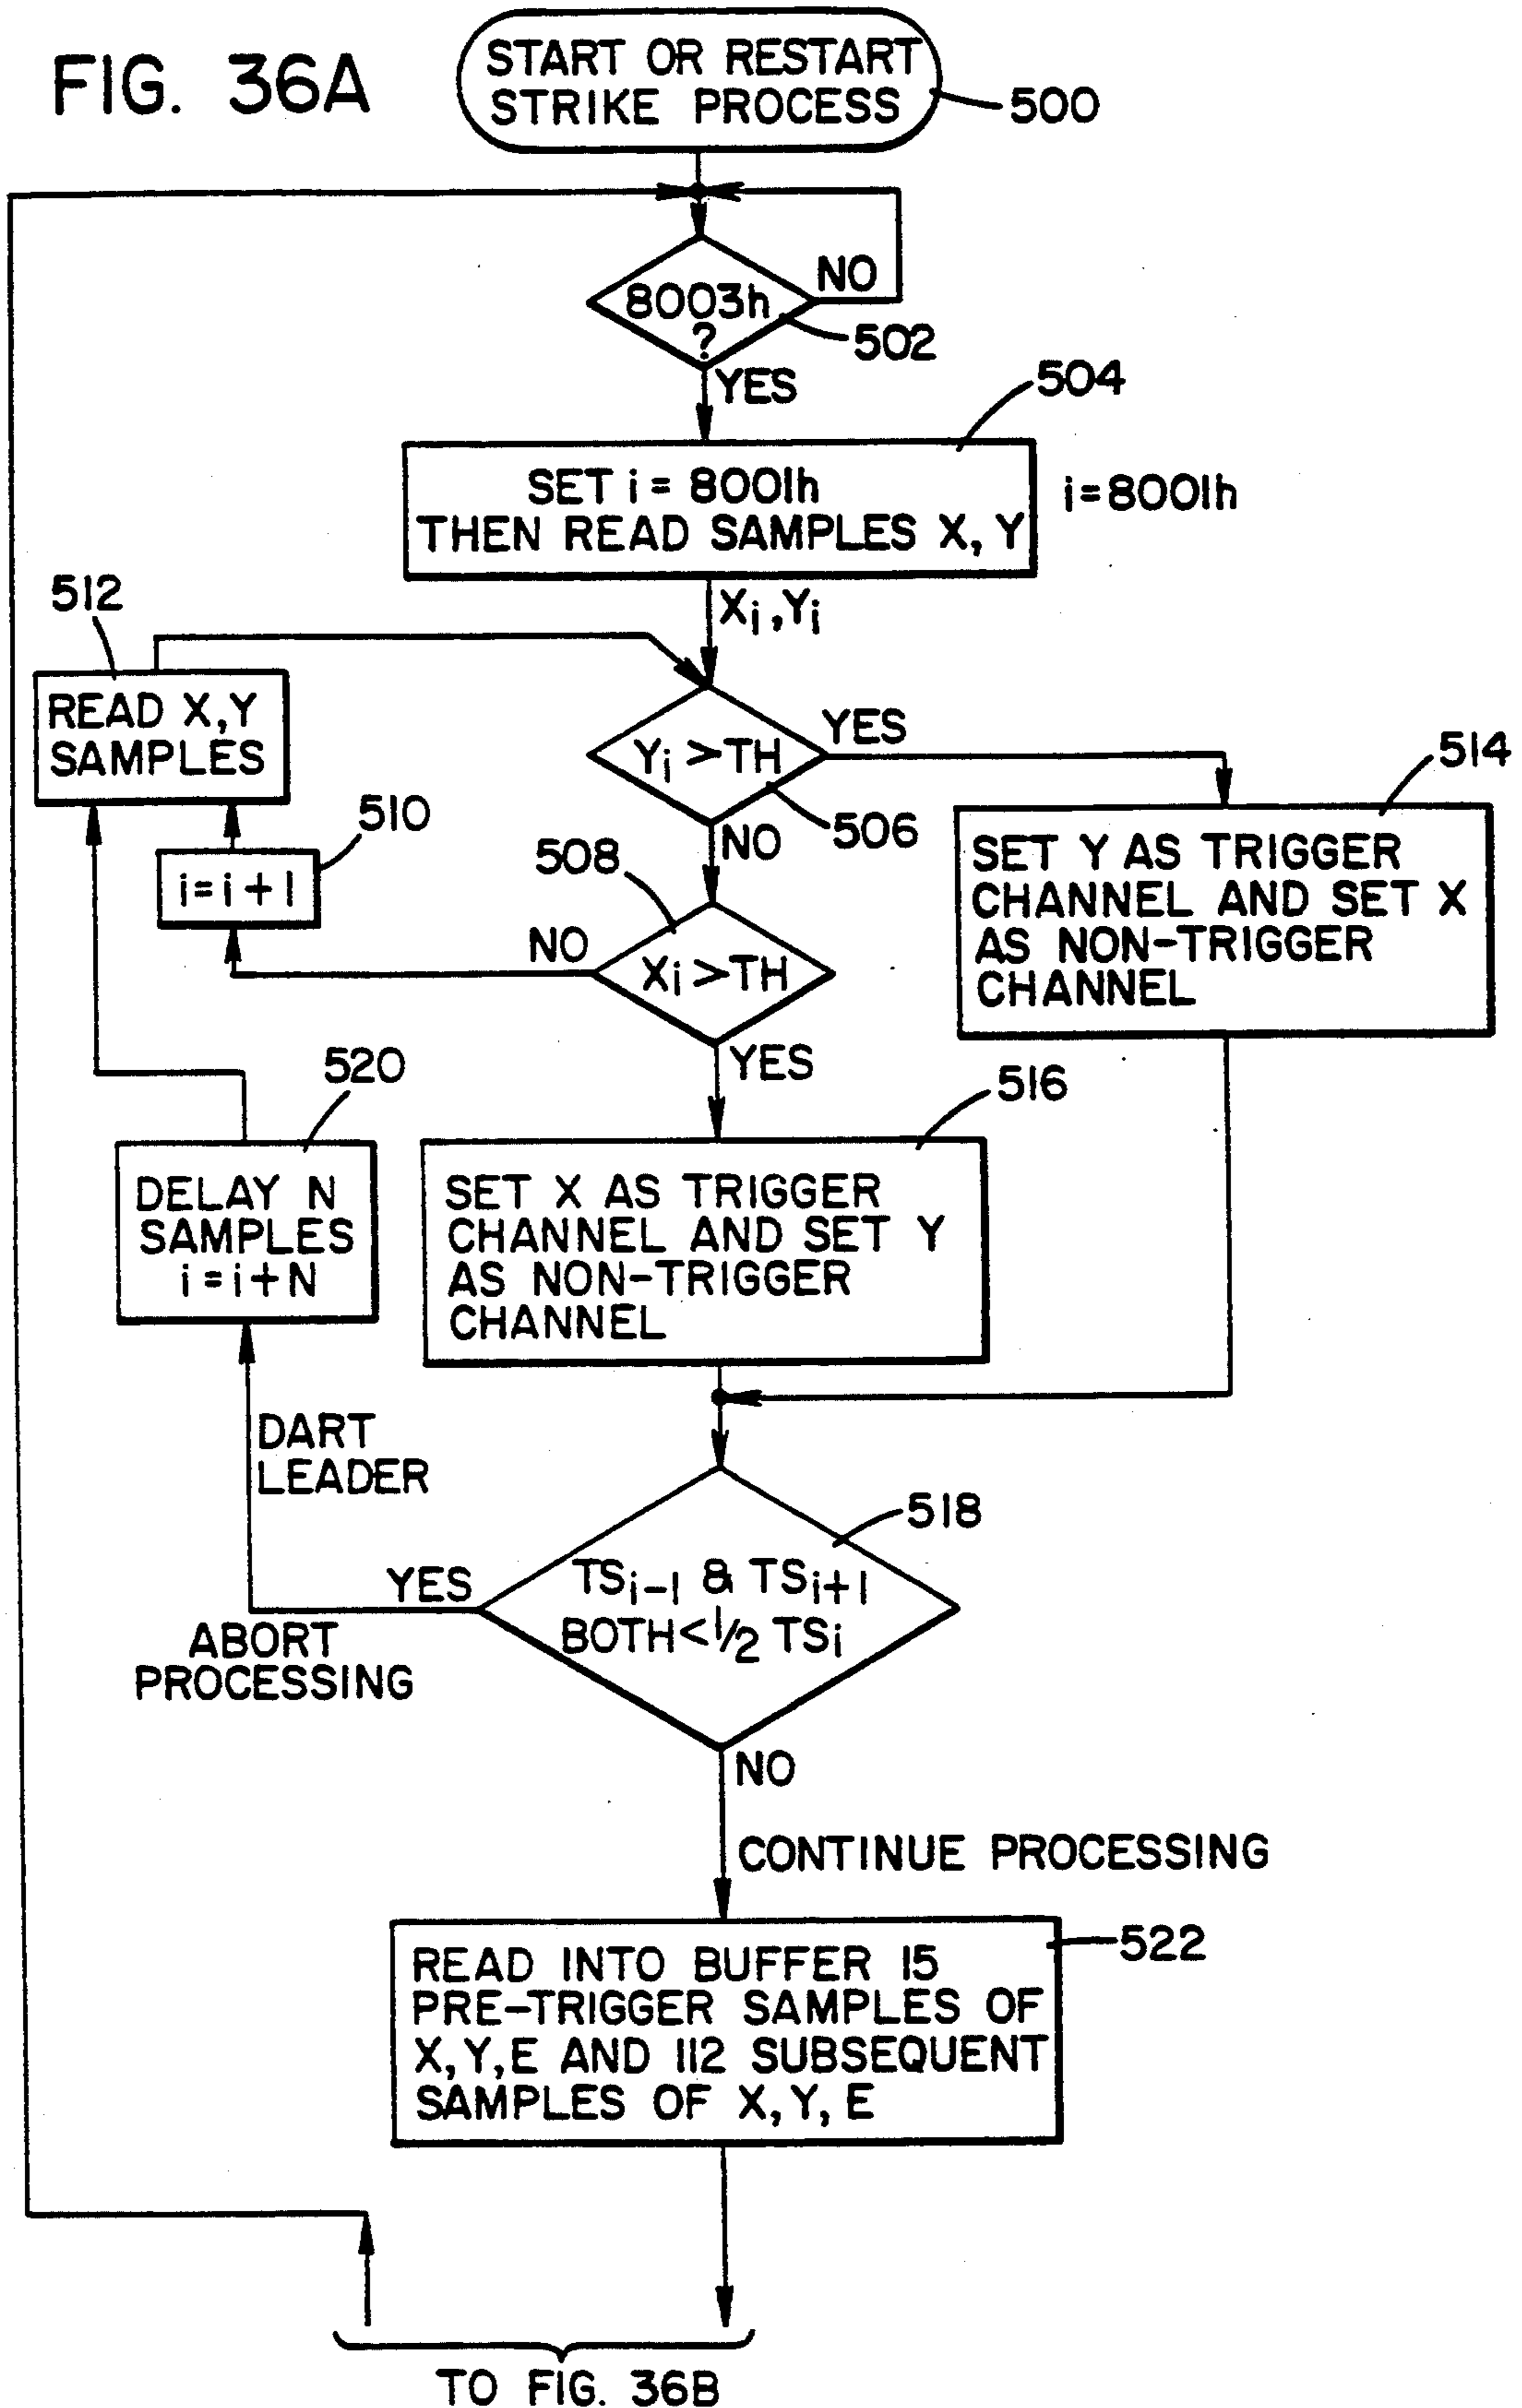 FIG. 36A
START OR RESTART
STRIKE PROCESS
500
NO
8003h
?
502
YES
504
SET i = 8001h
THEN READ SAMPLES X, Y
i=8001h
512
Xi ,Yi
READ X,Y
SAMPLES
YES
Yi >TH
514
510
506
NO
508
i=i+1
SET Y AS TRIGGER
CHANNEL AND SET X
AS NON-TRIGGER
CHANNEL
NO
Xi >TH
YES
520
516
DELAY N
SAMPLES
i=i+N
SET X AS TRIGGER
CHANNEL AND SET Y
AS NON-TRIGGER
CHANNEL
DART
LEADER
518
YES
TSi-1 & TSi+1
BOTH<1/2 TSi
ABORT
PROCESSING
NO
CONTINUE PROCESSING
522
READ INTO BUFFER 15
PRE-TRIGGER SAMPLES OF
X,Y,E AND 112 SUBSEQUENT
SAMPLES OF X,Y,E
TO FIG. 36B